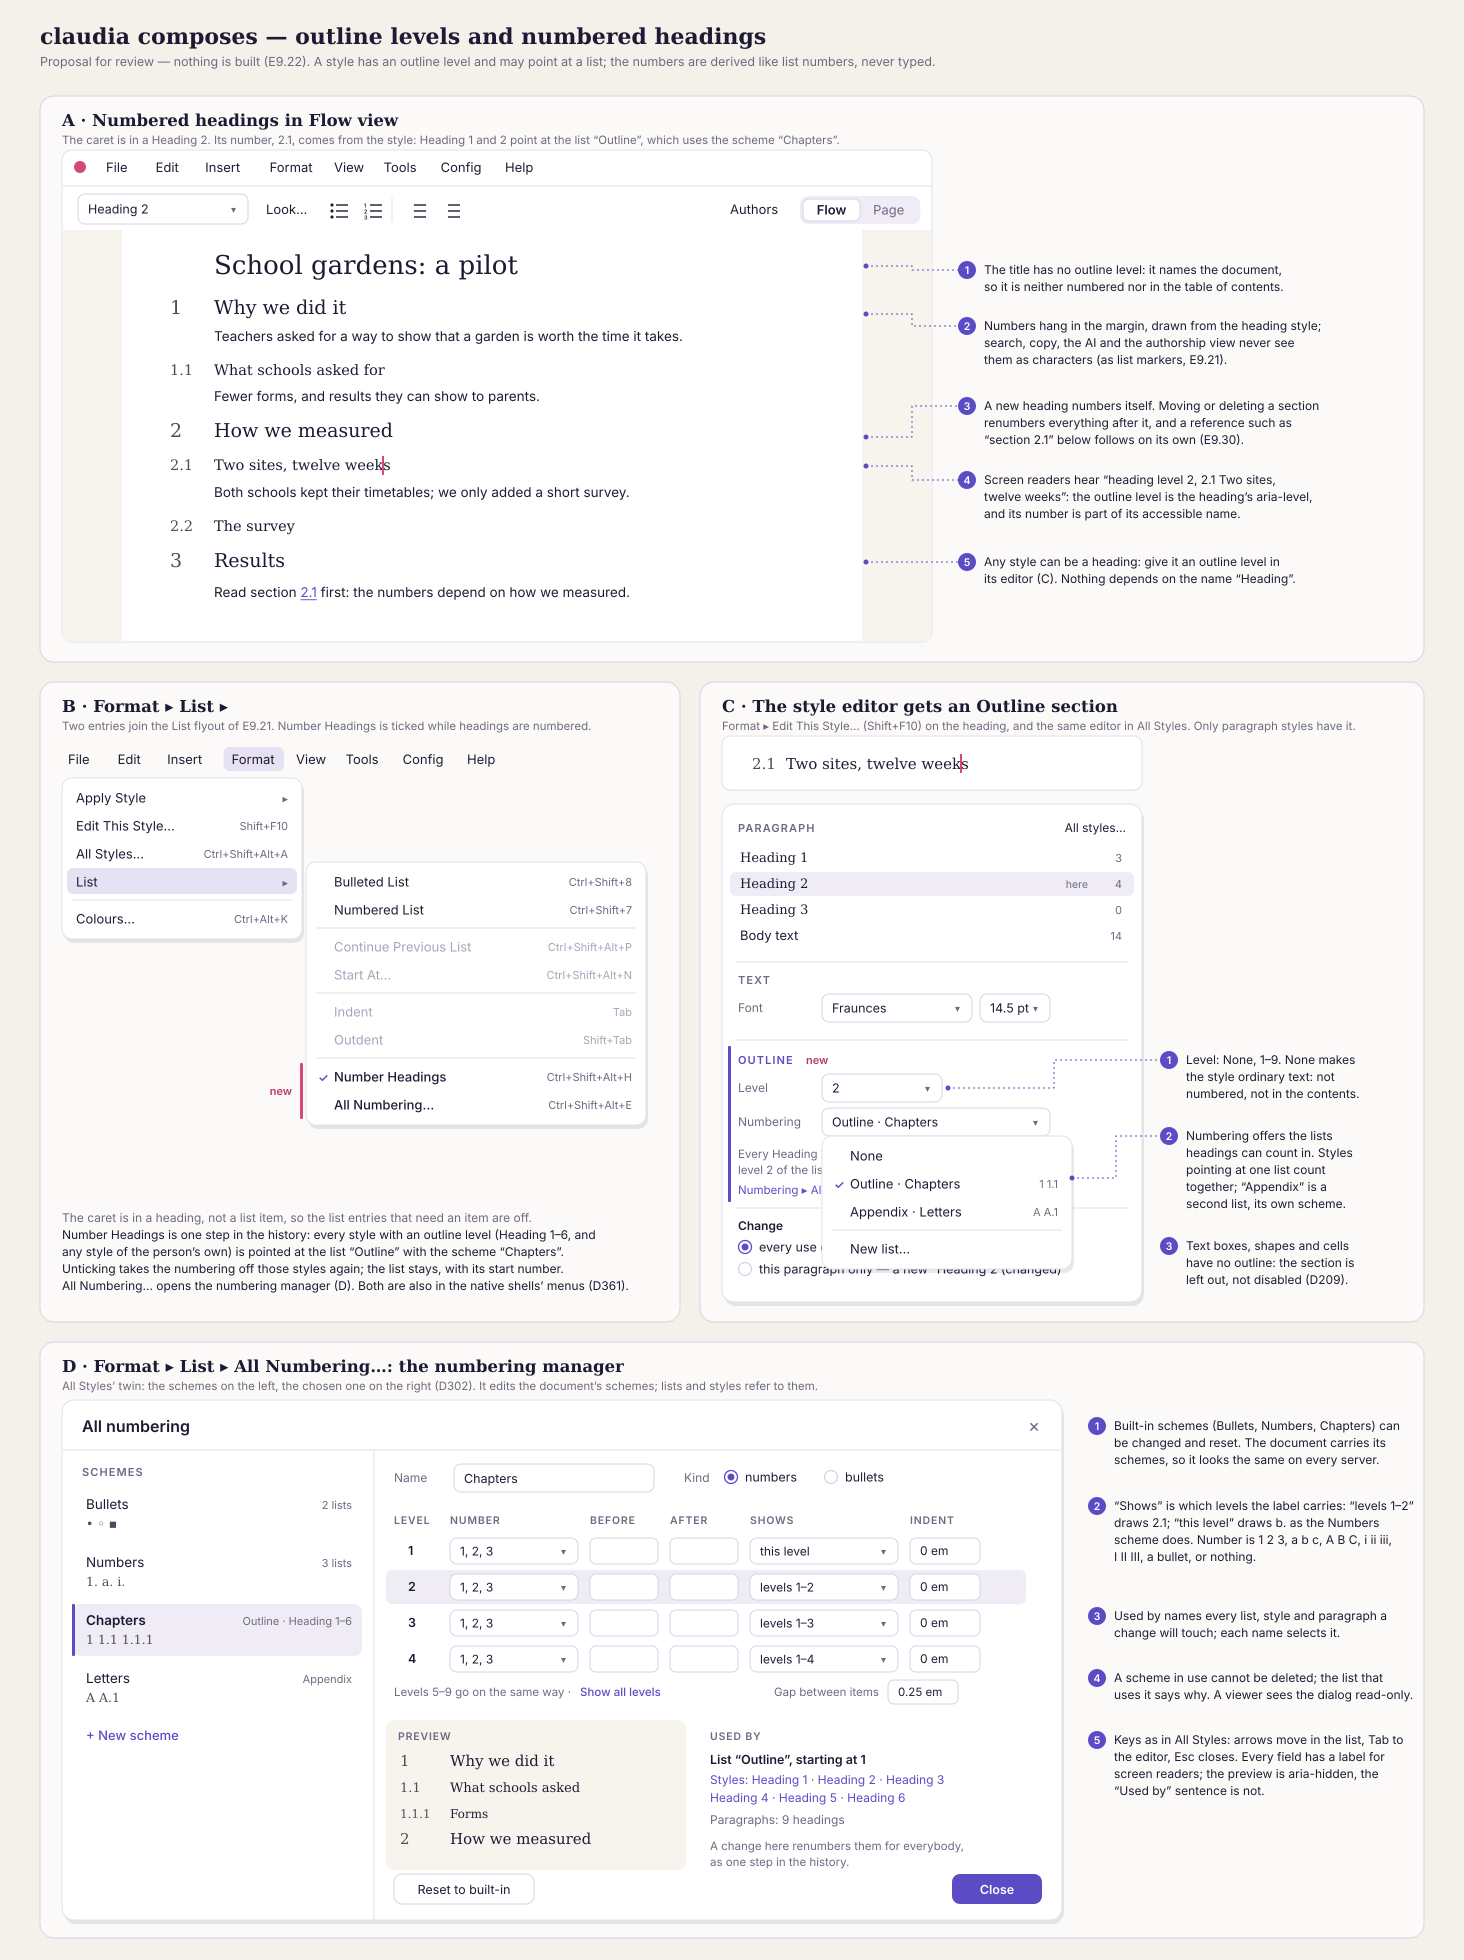 claudia composes — outline levels and numbered headings
Proposal for review — nothing is built (E9.22). A style has an outline level and may point at a list; the numbers are derived like list numbers, never typed.
A · Numbered headings in Flow view
The caret is in a Heading 2. Its number, 2.1, comes from the style: Heading 1 and 2 point at the list “Outline”, which uses the scheme “Chapters”.
File Edit Insert Format View Tools Config Help
Heading 2 ▾ Look… Authors Flow Page
School gardens: a pilot
1 Why we did it
Teachers asked for a way to show that a garden is worth the time it takes.
1.1 What schools asked for
Fewer forms, and results they can show to parents.
2 How we measured
2.1 Two sites, twelve weeks
Both schools kept their timetables; we only added a short survey.
2.2 The survey
3 Results
Read section 2.1 first: the numbers depend on how we measured.
1 The title has no outline level: it names the document,
so it is neither numbered nor in the table of contents.
2 Numbers hang in the margin, drawn from the heading style;
search, copy, the AI and the authorship view never see
them as characters (as list markers, E9.21).
3 A new heading numbers itself. Moving or deleting a section
renumbers everything after it, and a reference such as
“section 2.1” below follows on its own (E9.30).
4 Screen readers hear “heading level 2, 2.1 Two sites,
twelve weeks”: the outline level is the heading’s aria-level,
and its number is part of its accessible name.
5 Any style can be a heading: give it an outline level in
its editor (C). Nothing depends on the name “Heading”.
B · Format ▸ List ▸
Two entries join the List flyout of E9.21. Number Headings is ticked while headings are numbered.
File Edit Insert Format View Tools Config Help
Apply Style ▸
Edit This Style… Shift+F10
All Styles… Ctrl+Shift+Alt+A
List ▸
Colours… Ctrl+Alt+K
Bulleted List Ctrl+Shift+8
Numbered List Ctrl+Shift+7
Continue Previous List Ctrl+Shift+Alt+P
Start At… Ctrl+Shift+Alt+N
Indent Tab
Outdent Shift+Tab
new
✓ Number Headings Ctrl+Shift+Alt+H
All Numbering… Ctrl+Shift+Alt+E
The caret is in a heading, not a list item, so the list entries that need an item are off.
Number Headings is one step in the history: every style with an outline level (Heading 1–6, and
any style of the person’s own) is pointed at the list “Outline” with the scheme “Chapters”.
Unticking takes the numbering off those styles again; the list stays, with its start number.
All Numbering… opens the numbering manager (D). Both are also in the native shells’ menus (D361).
C · The style editor gets an Outline section
Format ▸ Edit This Style… (Shift+F10) on the heading, and the same editor in All Styles. Only paragraph styles have it.
2.1 Two sites, twelve weeks
PARAGRAPH All styles…
Heading 1 3
Heading 2 here 4
Heading 3 0
Body text 14
TEXT
Font Fraunces ▾ 14.5 pt ▾
OUTLINE new
Level 2 ▾
Numbering Outline · Chapters ▾
Every Heading
level 2 of the lis
Numbering ▸ Al
None
✓ Outline · Chapters 1 1.1
Appendix · Letters A A.1
New list…
Change
every use
this paragraph only — a new “Heading 2 (changed)
1 Level: None, 1–9. None makes
the style ordinary text: not
numbered, not in the contents.
2 Numbering offers the lists
headings can count in. Styles
pointing at one list count
together; “Appendix” is a
second list, its own scheme.
3 Text boxes, shapes and cells
have no outline: the section is
left out, not disabled (D209).
D · Format ▸ List ▸ All Numbering…: the numbering manager
All Styles’ twin: the schemes on the left, the chosen one on the right (D302). It edits the document’s schemes; lists and styles refer to them.
All numbering ×
SCHEMES
Bullets 2 lists
• ◦ ▪
Numbers 3 lists
1. a. i.
Chapters Outline · Heading 1–6
1 1.1 1.1.1
Letters Appendix
A A.1
+ New scheme
Name Chapters Kind numbers bullets
LEVEL NUMBER BEFORE AFTER SHOWS INDENT
1 1, 2, 3 ▾ this level ▾ 0 em
2 1, 2, 3 ▾ levels 1–2 ▾ 0 em
3 1, 2, 3 ▾ levels 1–3 ▾ 0 em
4 1, 2, 3 ▾ levels 1–4 ▾ 0 em
Levels 5–9 go on the same way · Show all levels Gap between items 0.25 em
PREVIEW
1 Why we did it
1.1 What schools asked
1.1.1 Forms
2 How we measured
USED BY
List “Outline”, starting at 1
Styles: Heading 1 · Heading 2 · Heading 3
Heading 4 · Heading 5 · Heading 6
Paragraphs: 9 headings
A change here renumbers them for everybody,
as one step in the history.
Reset to built-in Close
1 Built-in schemes (Bullets, Numbers, Chapters) can
be changed and reset. The document carries its
schemes, so it looks the same on every server.
2 “Shows” is which levels the label carries: “levels 1–2”
draws 2.1; “this level” draws b. as the Numbers
scheme does. Number is 1 2 3, a b c, A B C, i ii iii,
I II III, a bullet, or nothing.
3 Used by names every list, style and paragraph a
change will touch; each name selects it.
4 A scheme in use cannot be deleted; the list that
uses it says why. A viewer sees the dialog read-only.
5 Keys as in All Styles: arrows move in the list, Tab to
the editor, Esc closes. Every field has a label for
screen readers; the preview is aria-hidden, the
“Used by” sentence is not.